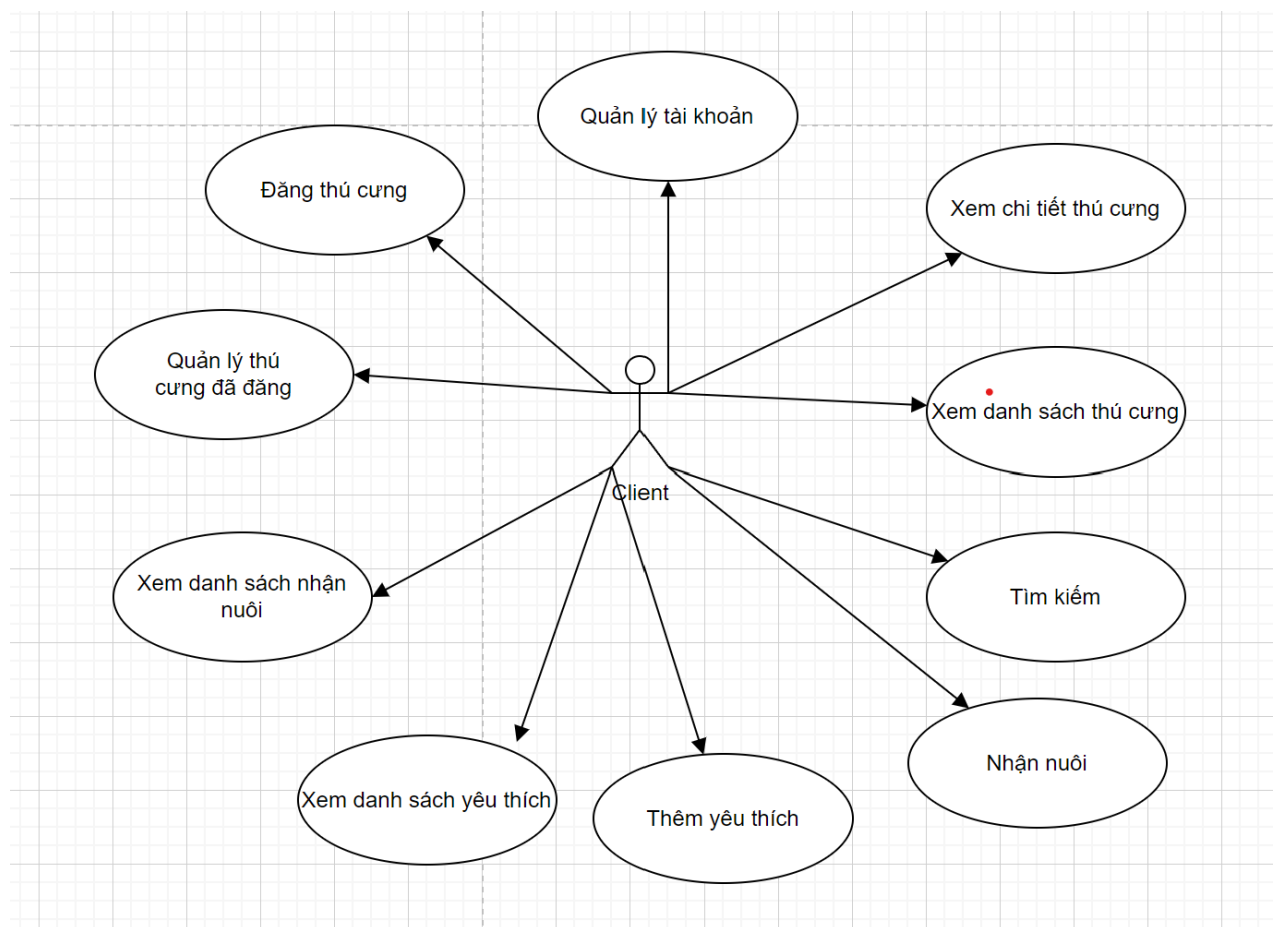 Quản lý tài khoản
Đăng thú cưng
Xem chi tiết thú cưng
Quản lý thú
cưng đã đăng
Xem danh sách thú cưng
Client
Xem danh sách nhận
nuôi
Tìm kiếm
Nhận nuôi
Xem danh sách yêu thích
Thêm yêu thích